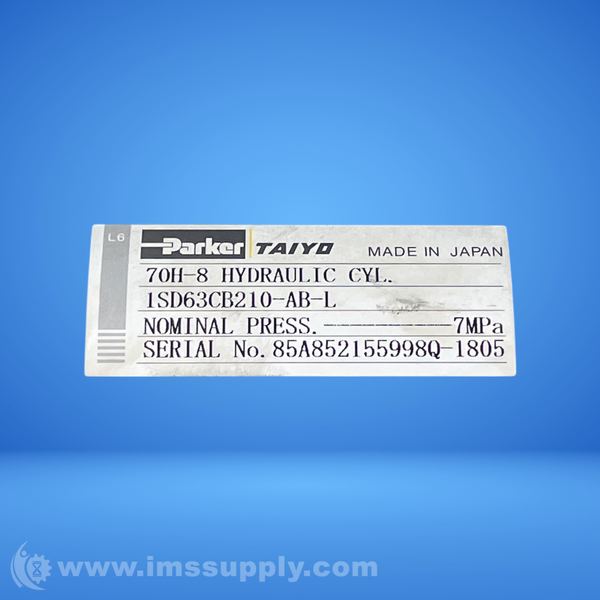 L6
Parker TAIYO MADE IN JAPAN
70H-8 HYDRAULIC CYL.
1SD63CB210-AB-L
NOMINAL PRESS.————————7MPa
SERIAL No. 85A852155998Q-1805
www.imssupply.com